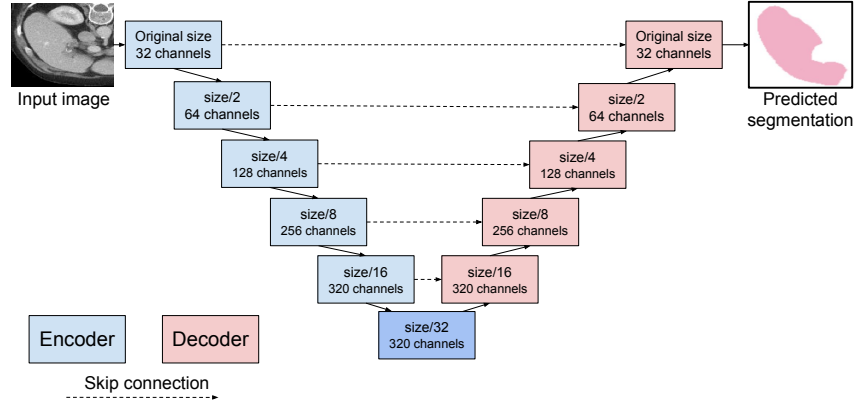 Original size
32 channels
Original size
32 channels
Input image
Predicted
segmentation
size/2
64 channels
size/2
64 channels
size/4
128 channels
size/4
128 channels
size/8
256 channels
size/8
256 channels
size/16
320 channels
size/16
320 channels
size/32
320 channels
Encoder
Decoder
Skip connection